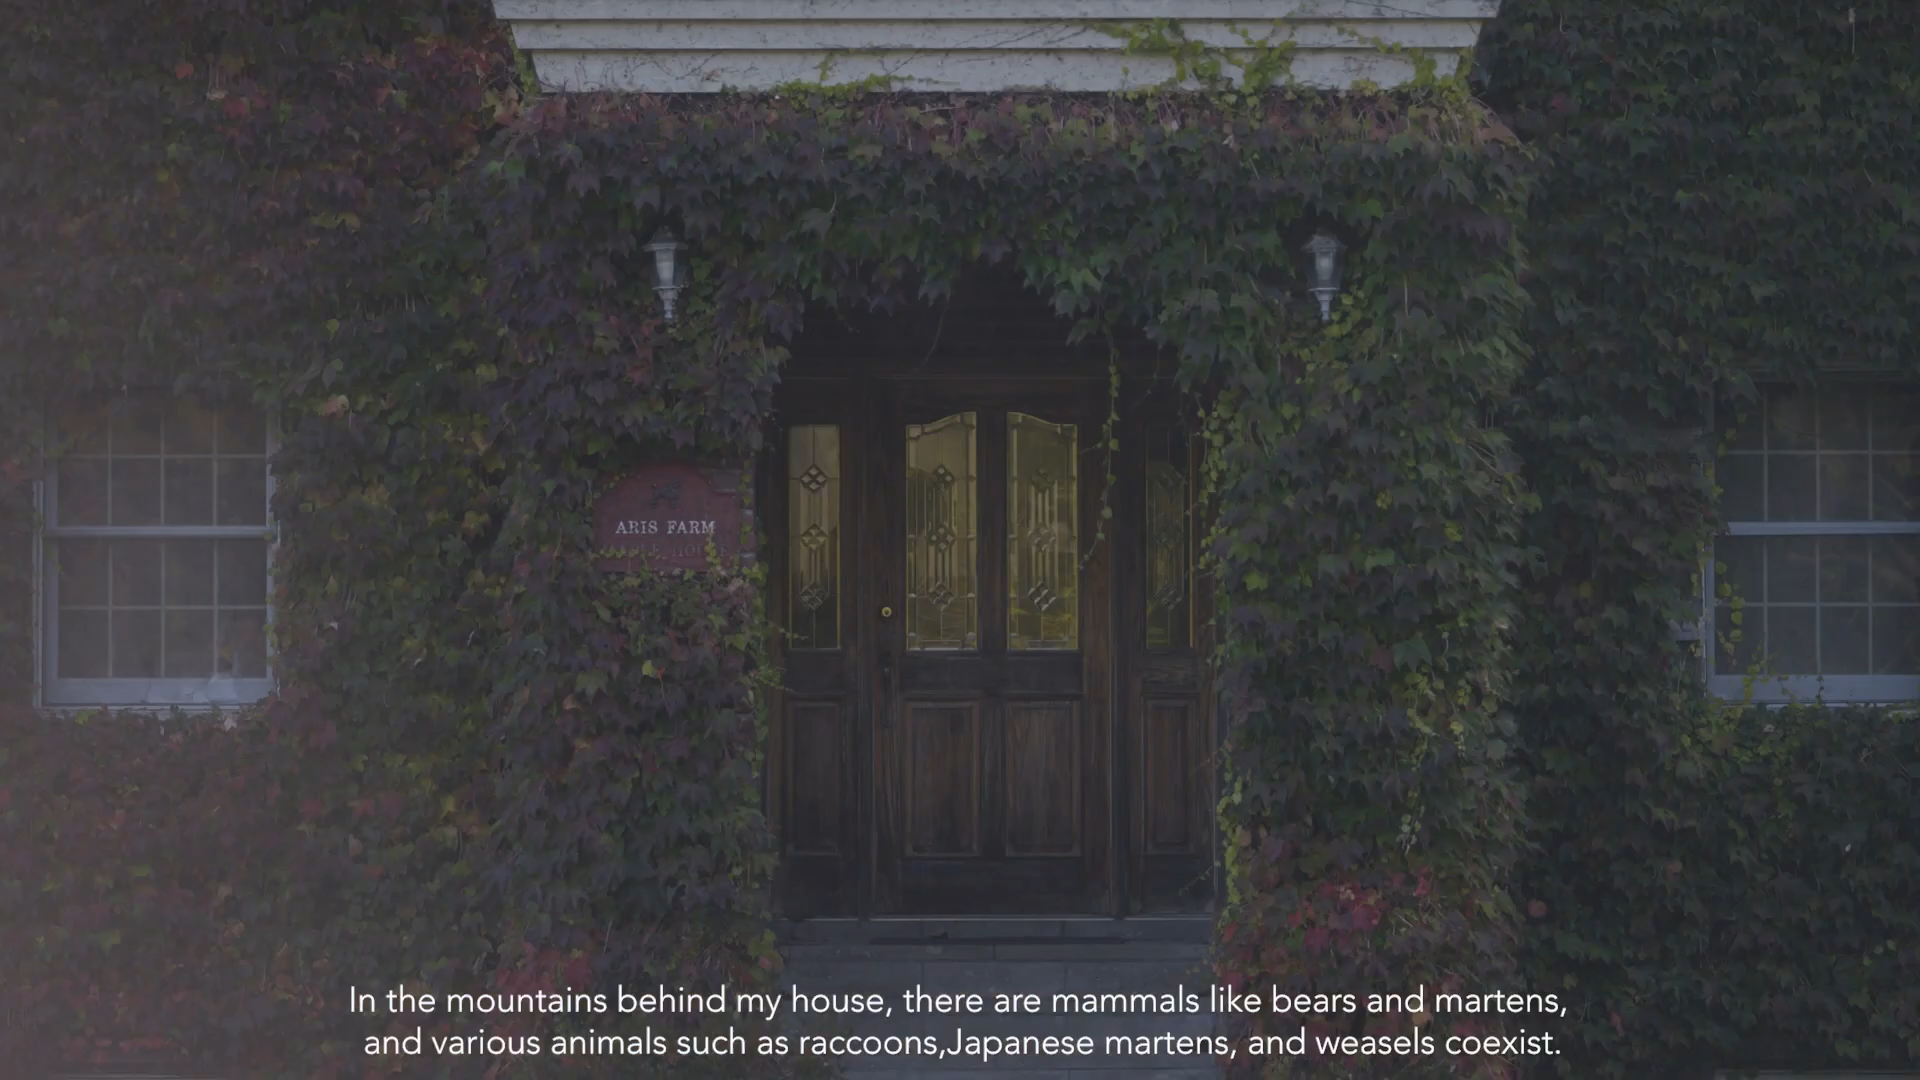 ARIS FARM
In the mountains behind my house, there are mammals like bears and martens,
and various animals such as raccoons,Japanese martens, and weasels coexist.